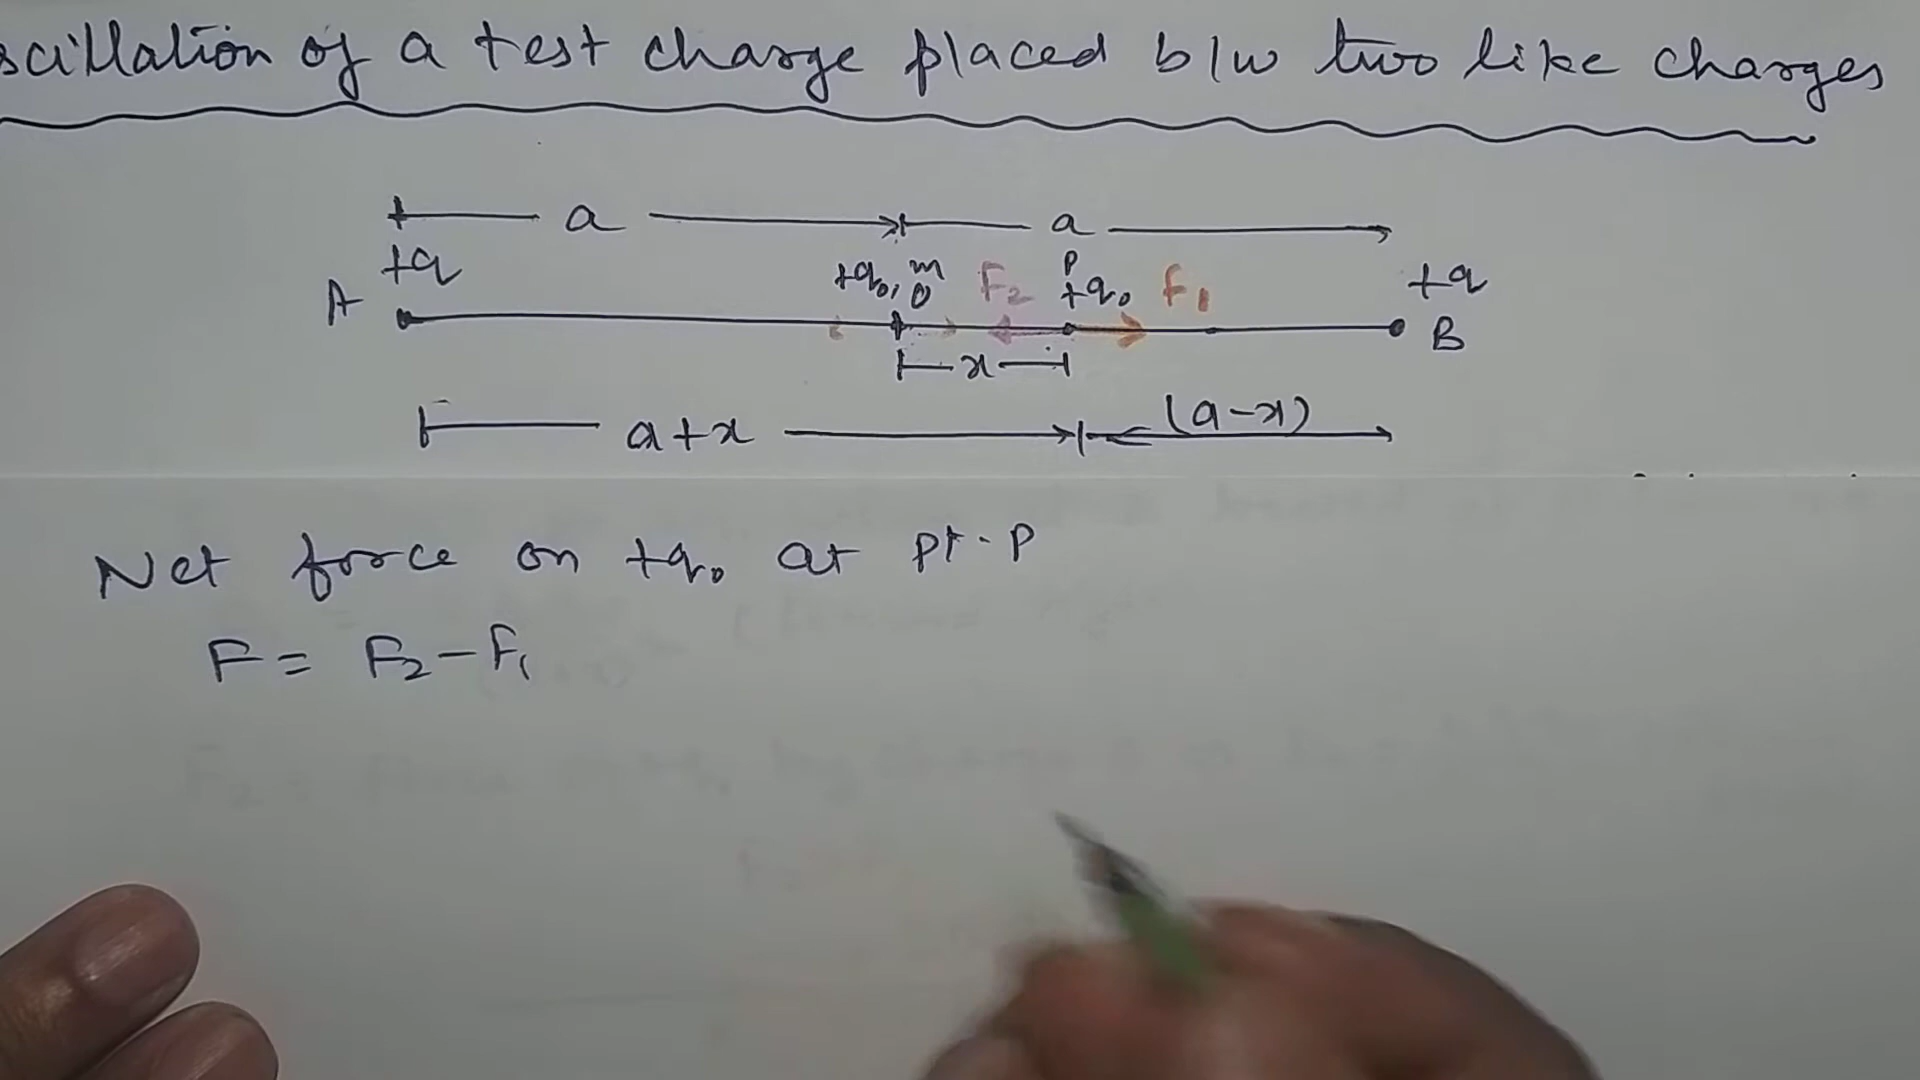 scillation of a test charge placed b/w two like charges
a a
+q +q₀, m F₂ P +q₀ F₁ +q
A O B
x
a+x (a-x)
Net force on +q₀ at pt. P
F = F₂ - F₁